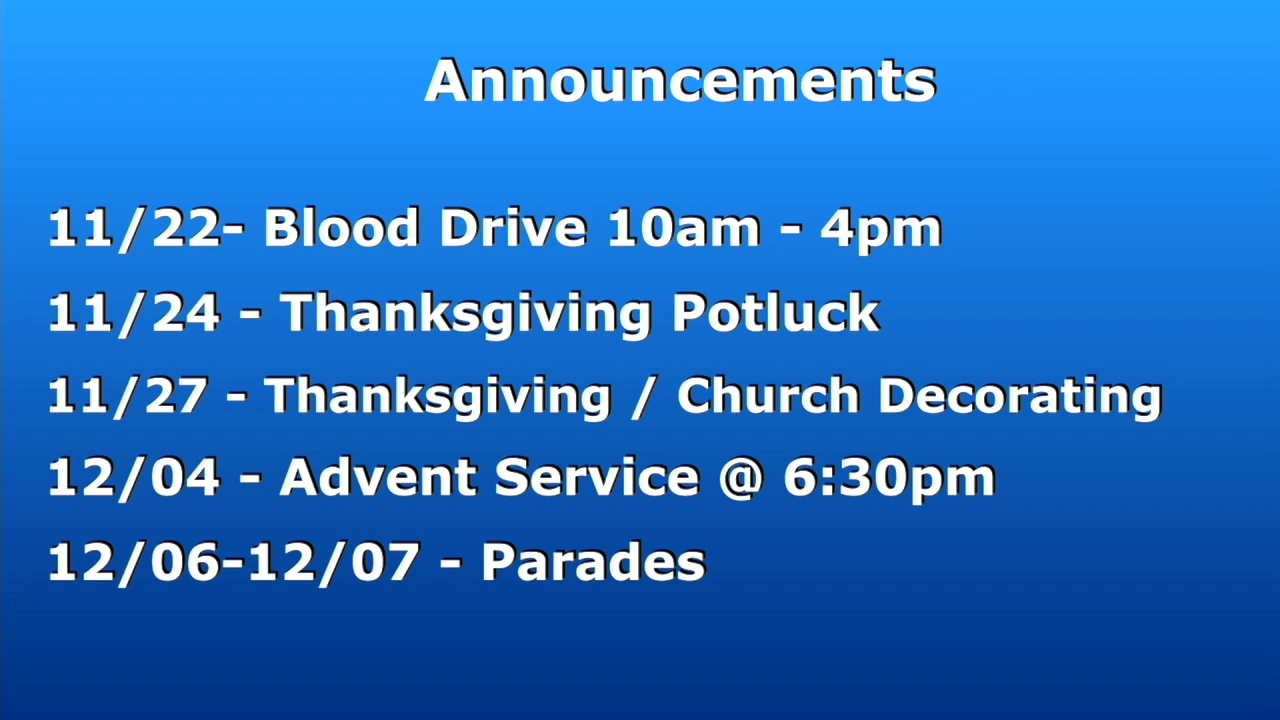 Announcements
11/22- Blood Drive 10am - 4pm
11/24 - Thanksgiving Potluck
11/27 - Thanksgiving / Church Decorating
12/04 - Advent Service @ 6:30pm
12/06-12/07 - Parades